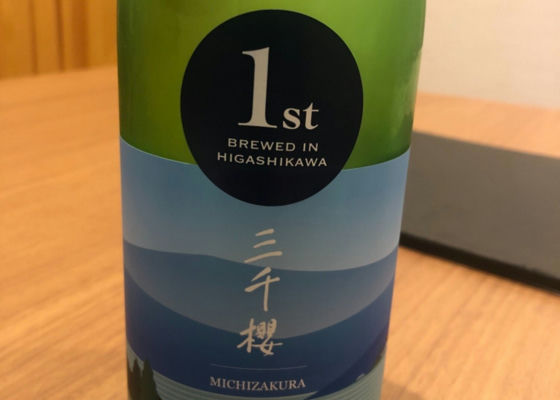 1st
BREWED IN
HIGASHIKAWA
三千櫻
MICHIZAKURA